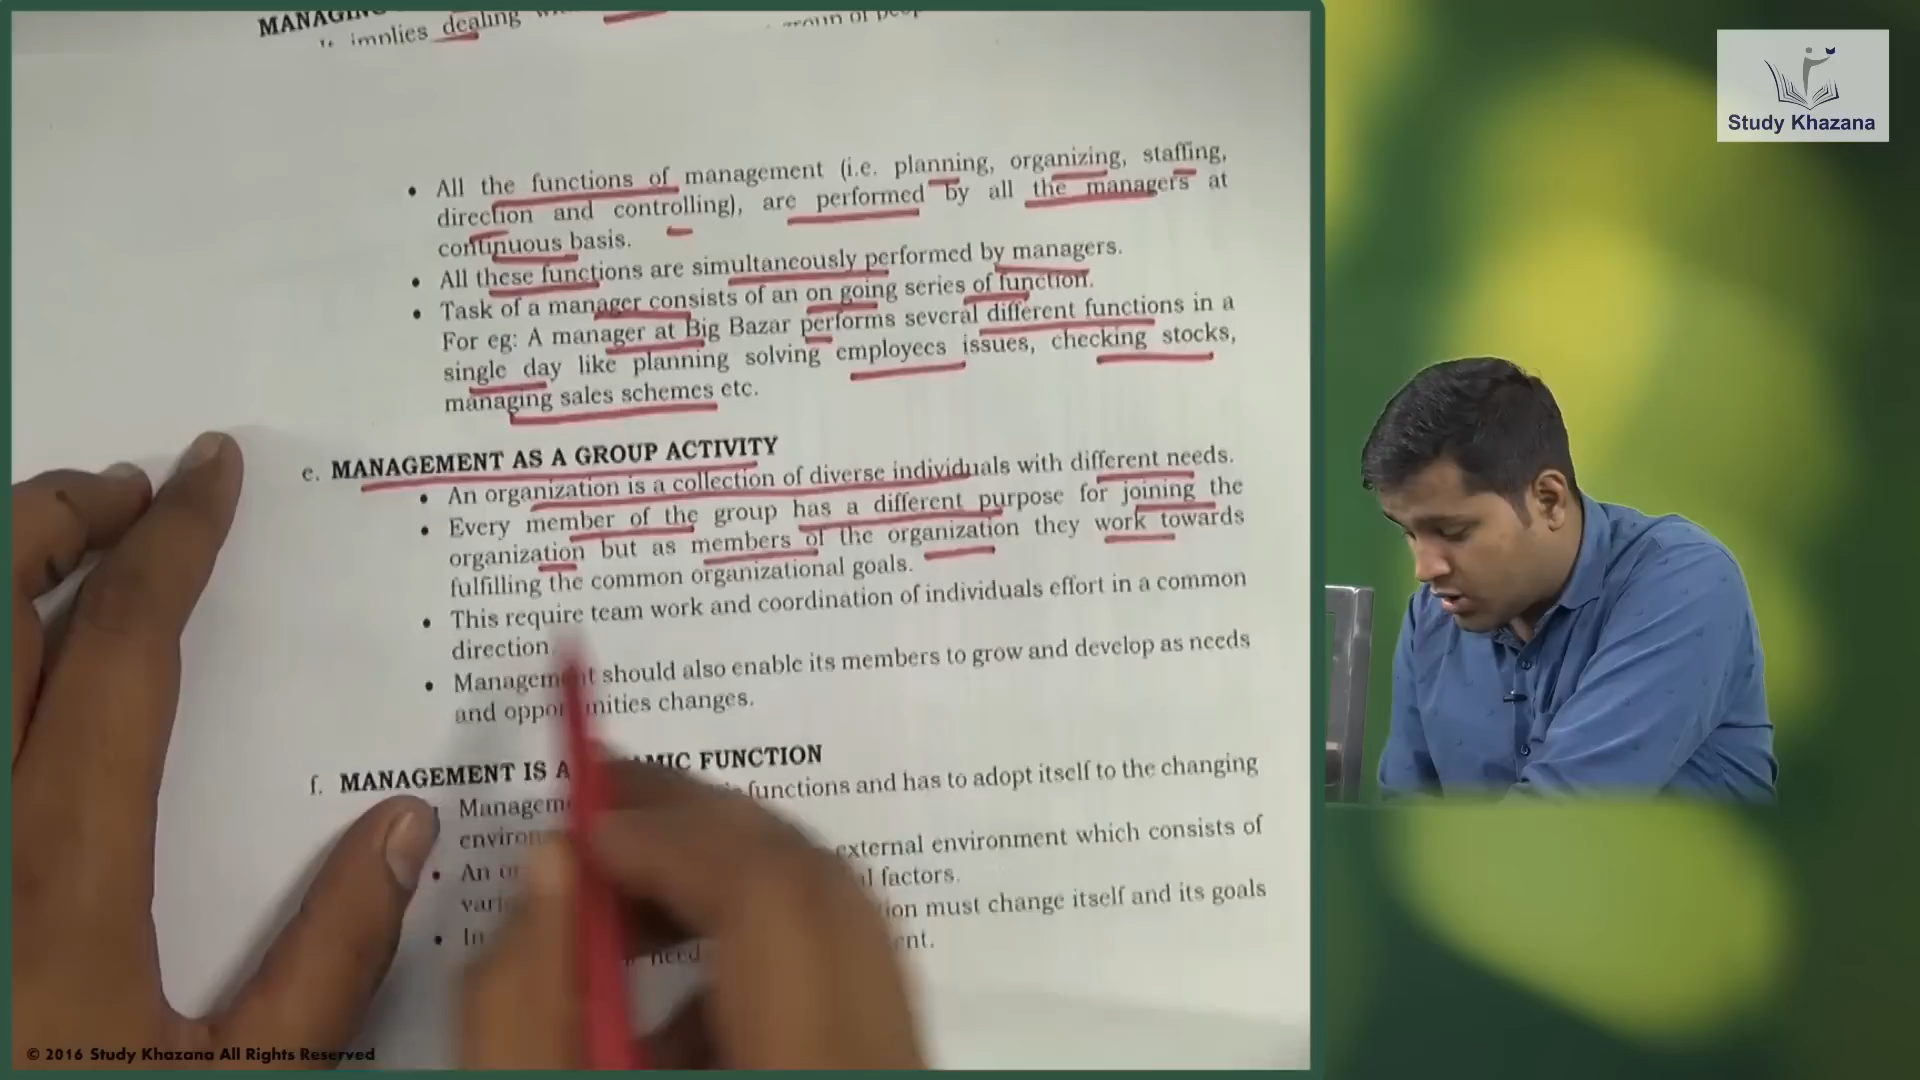 MANAGING
implies dealing
Study Khazana
• All the functions of management (i.e. planning, organizing, staffing,
direction and controlling), are performed by all the managers at
continuous basis.
• All these functions are simultaneously performed by managers.
• Task of a manager consists of an on going series of function.
For eg: A manager at Big Bazar performs several different functions in a
single day like planning solving employees issues, checking stocks,
managing sales schemes etc.
e. MANAGEMENT AS A GROUP ACTIVITY
• An organization is a collection of diverse individuals with different needs.
• Every member of the group has a different purpose for joining the
organization but as members of the organization they work towards
fulfilling the common organizational goals.
• This require team work and coordination of individuals effort in a common
direction.
• Management should also enable its members to grow and develop as needs
and opportunities changes.
f. MANAGEMENT IS A FUNCTION
functions and has to adopt itself to the changing
external environment which consists of
• An factors.
must change itself and its goals
• In
need
© 2016 Study Khazana All Rights Reserved